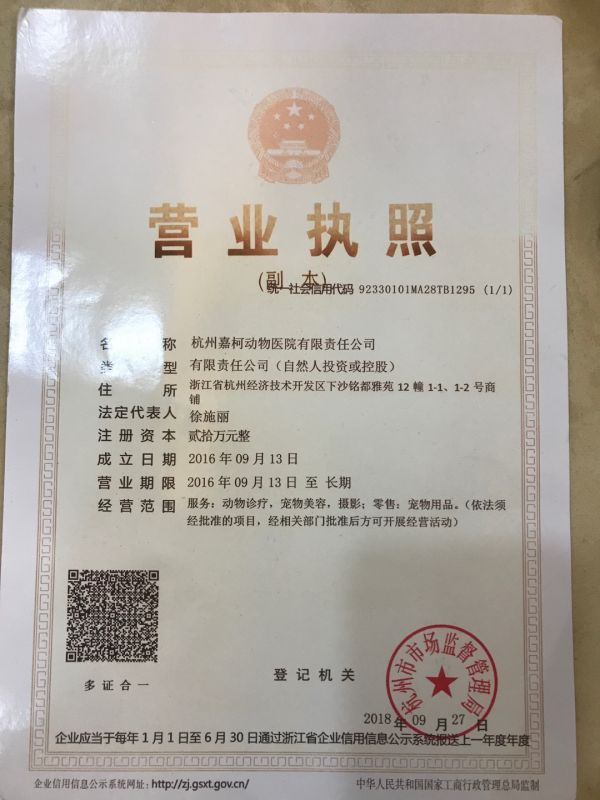 营业执照
(副 本)
统一社会信用代码 92330101MA28TB1295 (1/1)
名 称 杭州嘉柯动物医院有限责任公司
类 型 有限责任公司（自然人投资或控股）
住 所 浙江省杭州经济技术开发区下沙铭都雅苑 12 幢 1-1、1-2 号商
铺
法定代表人 徐施丽
注册资本 贰拾万元整
成立日期 2016 年 09 月 13 日
营业期限 2016 年 09 月 13 日 至 长期
经营范围 服务：动物诊疗，宠物美容，摄影；零售：宠物用品。（依法须
经批准的项目，经相关部门批准后方可开展经营活动）
多证合一
登记机关
杭州市市场监督管理局
2018 年 09 月 27 日
企业应当于每年 1 月 1 日至 6 月 30 日通过浙江省企业信用信息公示系统报送上一年度年度
企业信用信息公示系统网址：http://zj.gsxt.gov.cn/
中华人民共和国国家工商行政管理总局监制